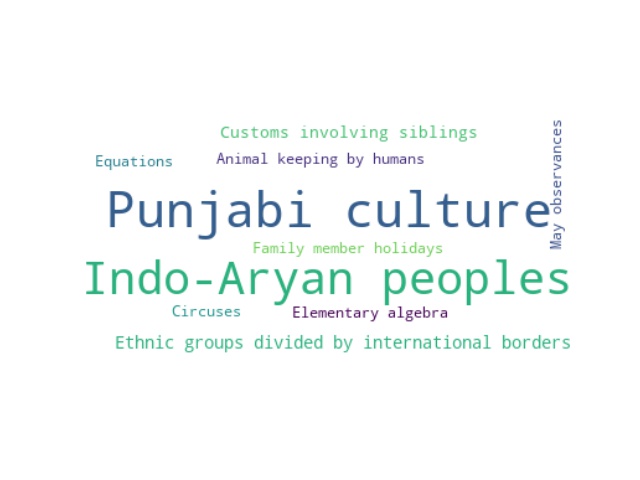 Customs involving siblings
May observances
Equations
Animal keeping by humans
Punjabi culture
Family member holidays
Indo-Aryan peoples
Circuses
Elementary algebra
Ethnic groups divided by international borders